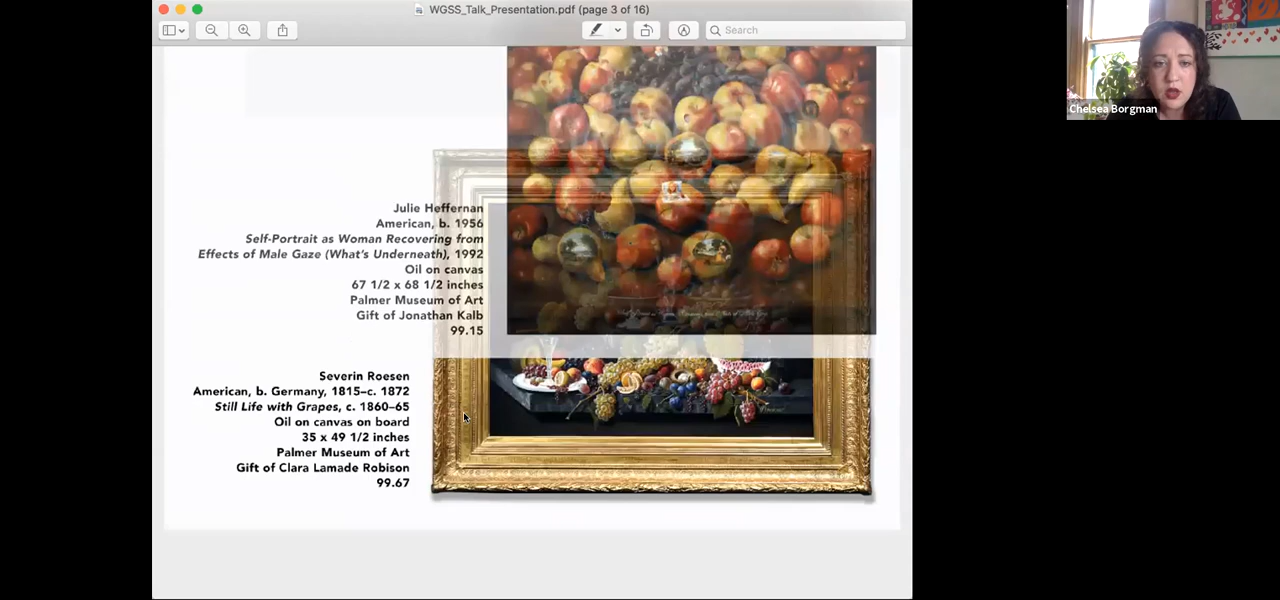 WGSS_Talk_Presentation.pdf (page 3 of 16)
Search
Chelsea Borgman
Julie Heffernan
American, b. 1956
Self-Portrait as Woman Recovering from
Effects of Male Gaze (What's Underneath), 1992
Oil on canvas
67 1/2 x 68 1/2 inches
Palmer Museum of Art
Gift of Jonathan Kalb
99.15
Severin Roesen
American, b. Germany, 1815–c. 1872
Still Life with Grapes, c. 1860–65
Oil on canvas on board
35 x 49 1/2 inches
Palmer Museum of Art
Gift of Clara Lamade Robison
99.67